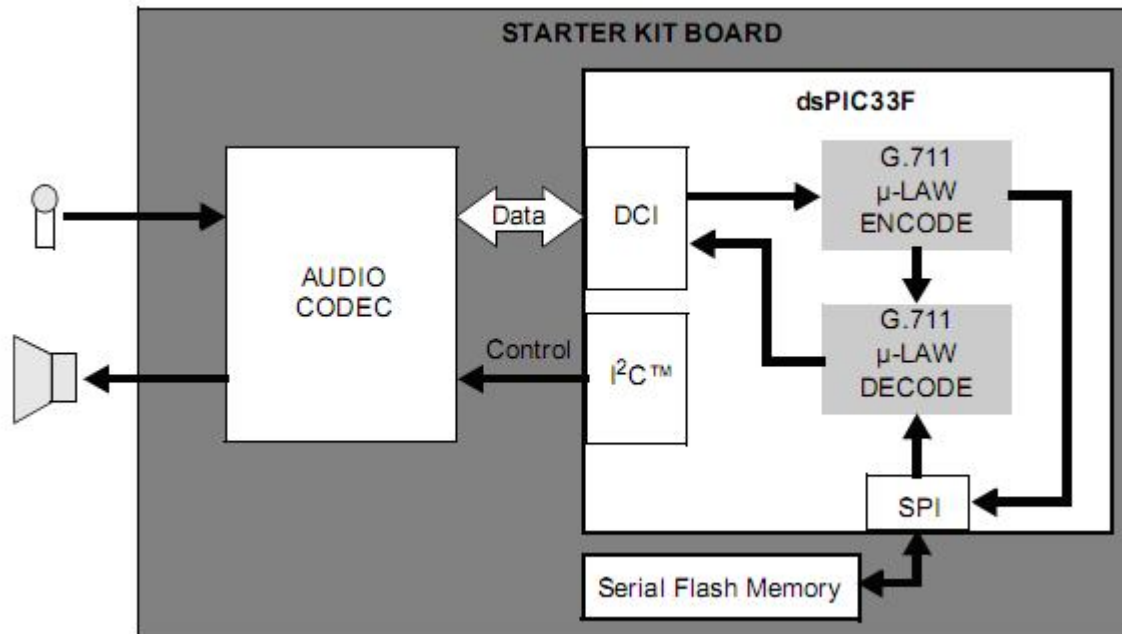 STARTER KIT BOARD
dsPIC33F
G.711
µ-LAW
ENCODE
Data
DCI
AUDIO
CODEC
G.711
µ-LAW
DECODE
Control
I²C™
SPI
Serial Flash Memory